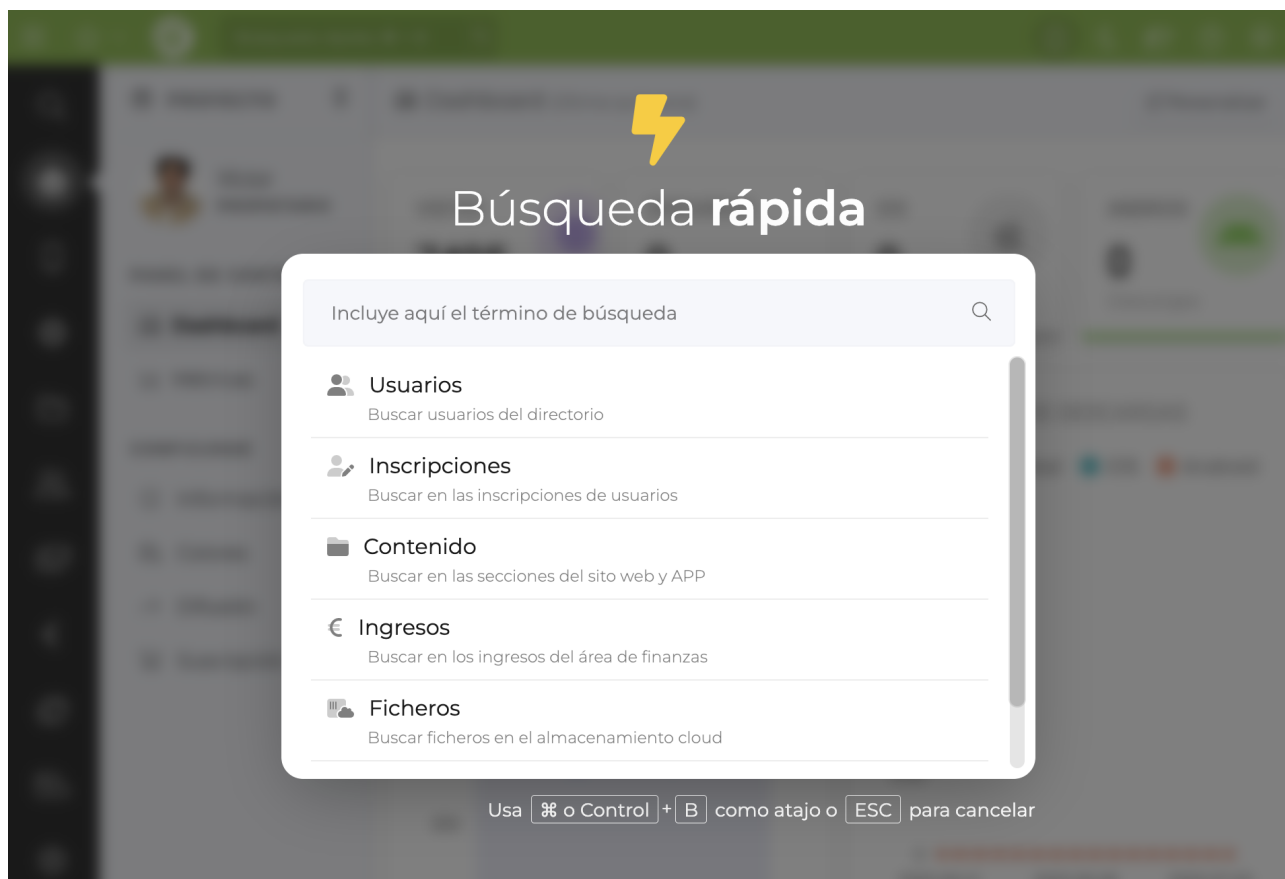 Búsqueda rápida
Incluye aquí el término de búsqueda
Usuarios
Buscar usuarios del directorio
Inscripciones
Buscar en las inscripciones de usuarios
Contenido
Buscar en las secciones del sito web y APP
€ Ingresos
Buscar en los ingresos del área de finanzas
Ficheros
Buscar ficheros en el almacenamiento cloud
Usa ⌘ o Control + B como atajo o ESC para cancelar